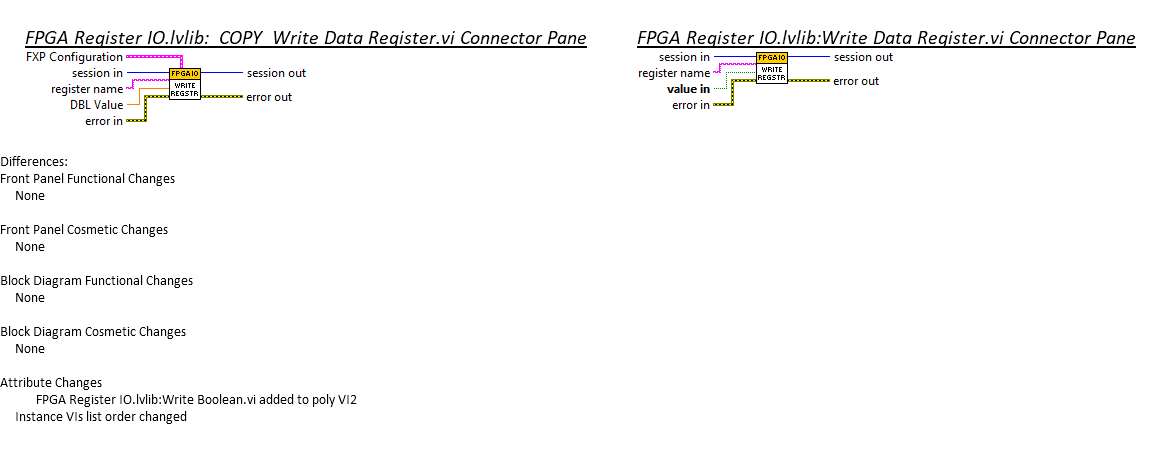 FPGA Register IO.lvlib:  COPY  Write Data Register.vi Connector Pane
FXP Configuration
session in
register name
DBL Value
error in
FPGAIO
WRITE
REGSTR
session out
error out
FPGA Register IO.lvlib:Write Data Register.vi Connector Pane
session in
register name
value in
error in
FPGAIO
WRITE
REGSTR
session out
error out
Differences:
Front Panel Functional Changes
None
Front Panel Cosmetic Changes
None
Block Diagram Functional Changes
None
Block Diagram Cosmetic Changes
None
Attribute Changes
FPGA Register IO.lvlib:Write Boolean.vi added to poly VI2
Instance VIs list order changed